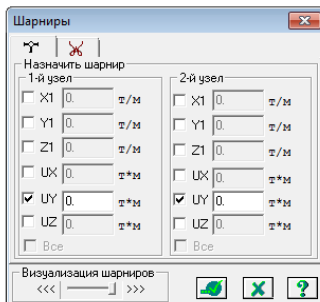 Шарниры
Назначить шарнир
1-й узел
X1 0. т/м
Y1 0. т/м
Z1 0. т/м
UX 0. т*м
UY 0. т*м
UZ 0. т*м
Все
2-й узел
X1 0. т/м
Y1 0. т/м
Z1 0. т/м
UX 0. т*м
UY 0. т*м
UZ 0. т*м
Все
Визуализация шарниров
<<< >>>
?